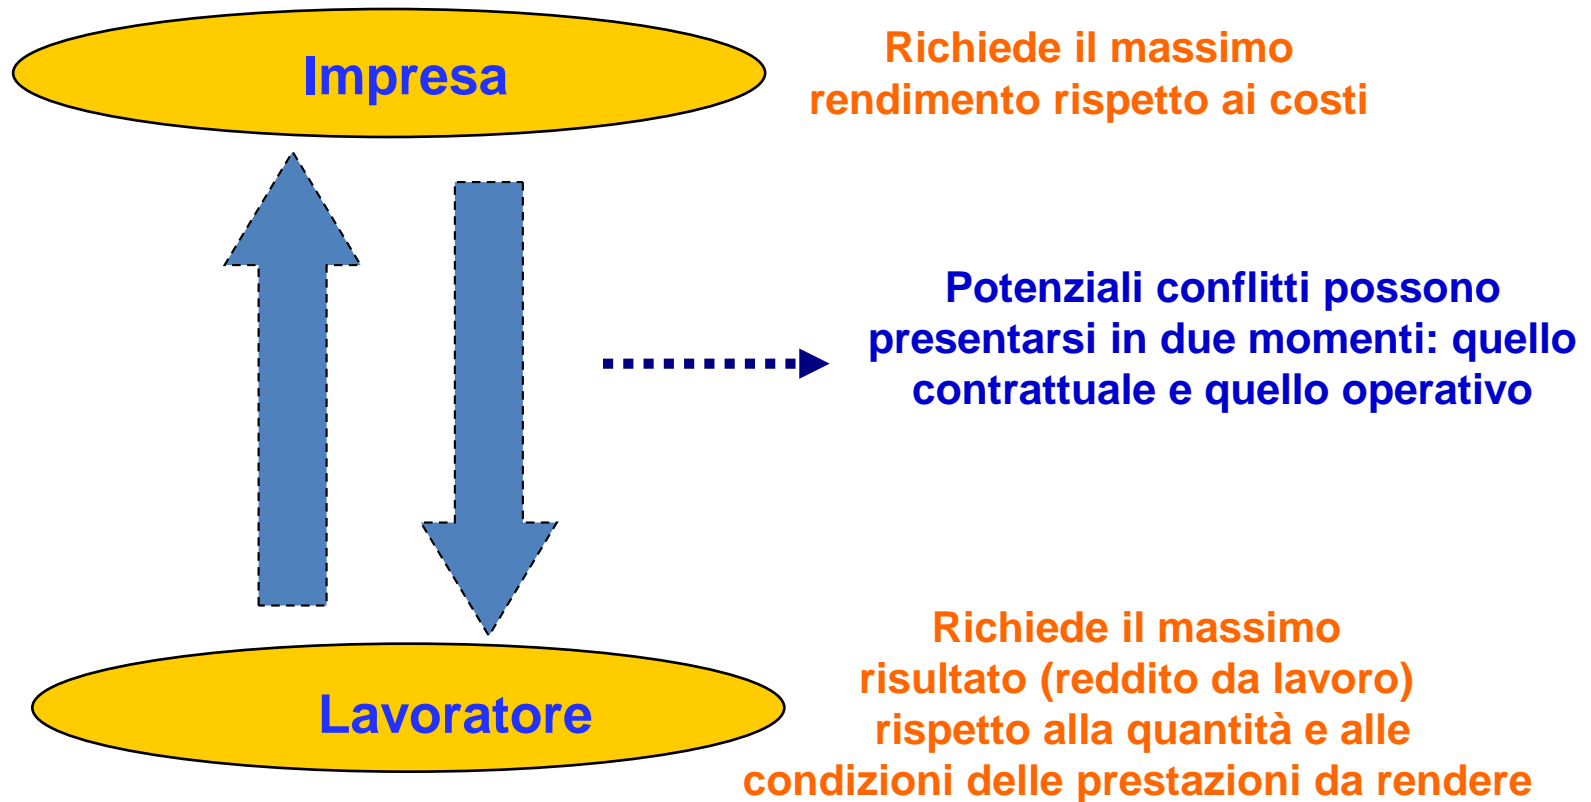 Impresa
Richiede il massimo
rendimento rispetto ai costi
Potenziali conflitti possono
presentarsi in due momenti: quello
contrattuale e quello operativo
Lavoratore
Richiede il massimo
risultato (reddito da lavoro)
rispetto alla quantità e alle
condizioni delle prestazioni da rendere